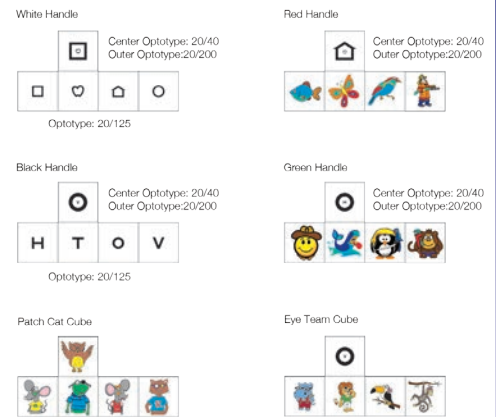 White Handle
Center Optotype: 20/40
Outer Optotype:20/200
Optotype: 20/125
Red Handle
Center Optotype: 20/40
Outer Optotype:20/200
Black Handle
Center Optotype: 20/40
Outer Optotype:20/200
H T O V
Optotype: 20/125
Green Handle
Center Optotype: 20/40
Outer Optotype:20/200
Patch Cat Cube
Eye Team Cube